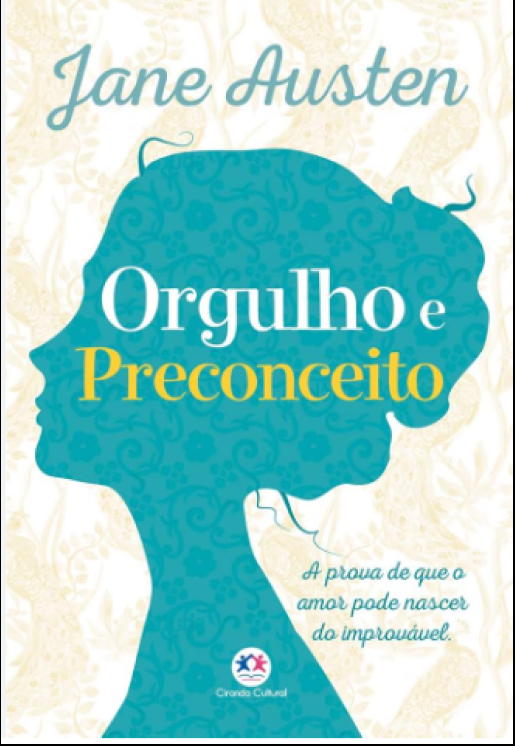 Jane Austen
Orgulho e
Preconceito
A prova de que o
amor pode nascer
do improvável.
Ciranda Cultural